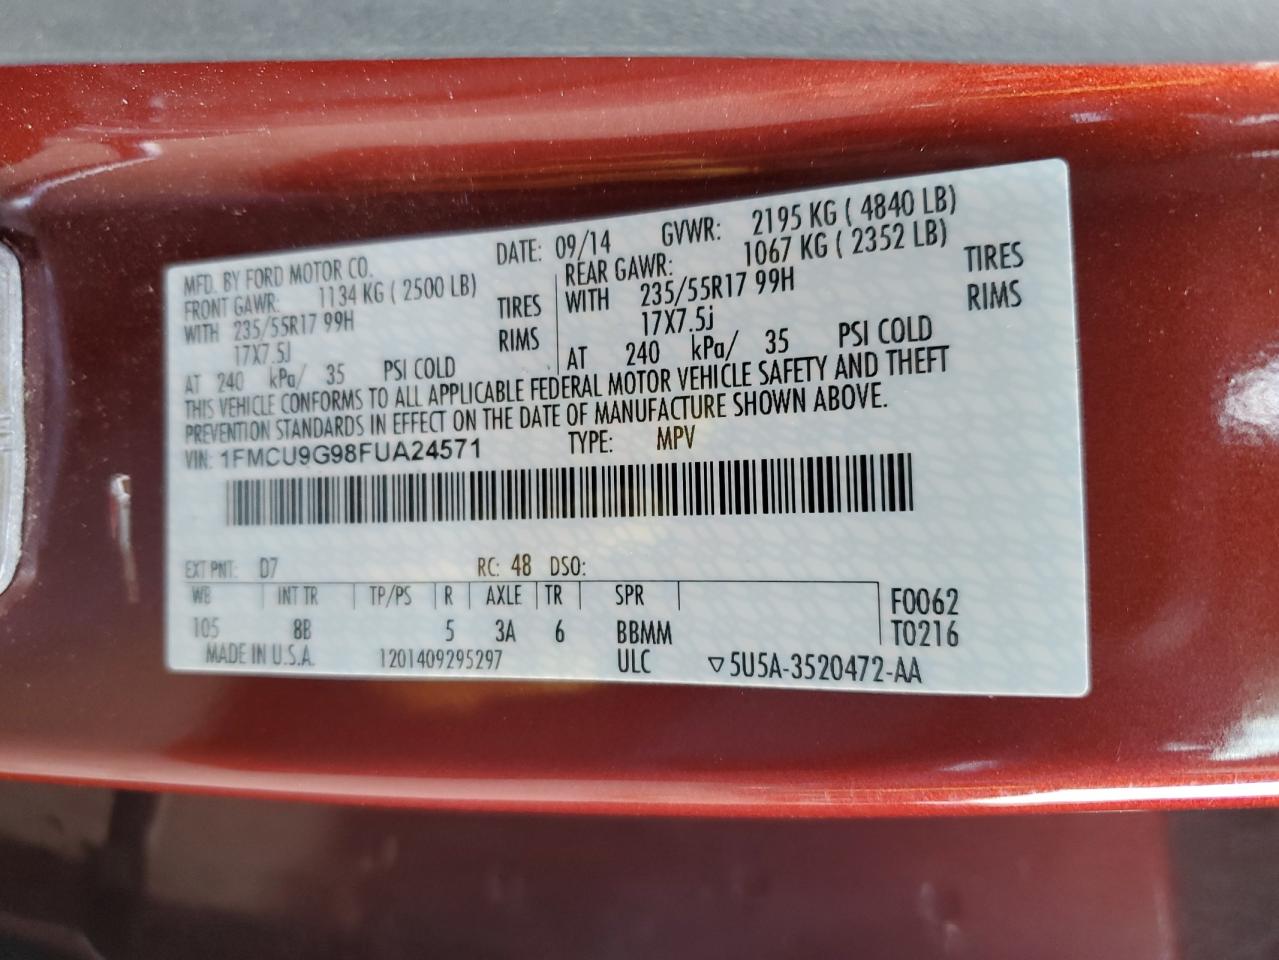 MFD. BY FORD MOTOR CO. DATE: 09/14 GVWR: 2195 KG ( 4840 LB)
FRONT GAWR: 1134 KG ( 2500 LB) REAR GAWR: 1067 KG ( 2352 LB)
WITH 235/55R17 99H TIRES WITH 235/55R17 99H TIRES
17X7.5J RIMS 17X7.5j RIMS
AT 240 kPa/ 35 PSI COLD AT 240 kPa/ 35 PSI COLD
THIS VEHICLE CONFORMS TO ALL APPLICABLE FEDERAL MOTOR VEHICLE SAFETY AND THEFT
PREVENTION STANDARDS IN EFFECT ON THE DATE OF MANUFACTURE SHOWN ABOVE.
VIN: 1FMCU9G98FUA24571 TYPE: MPV
EXT PNT: D7 RC: 48 DSO:
WB INT TR TP/PS R AXLE TR SPR F0062
105 8B 5 3A 6 BBMM T0216
MADE IN U.S.A. 1201409295297 ULC ▽5U5A-3520472-AA